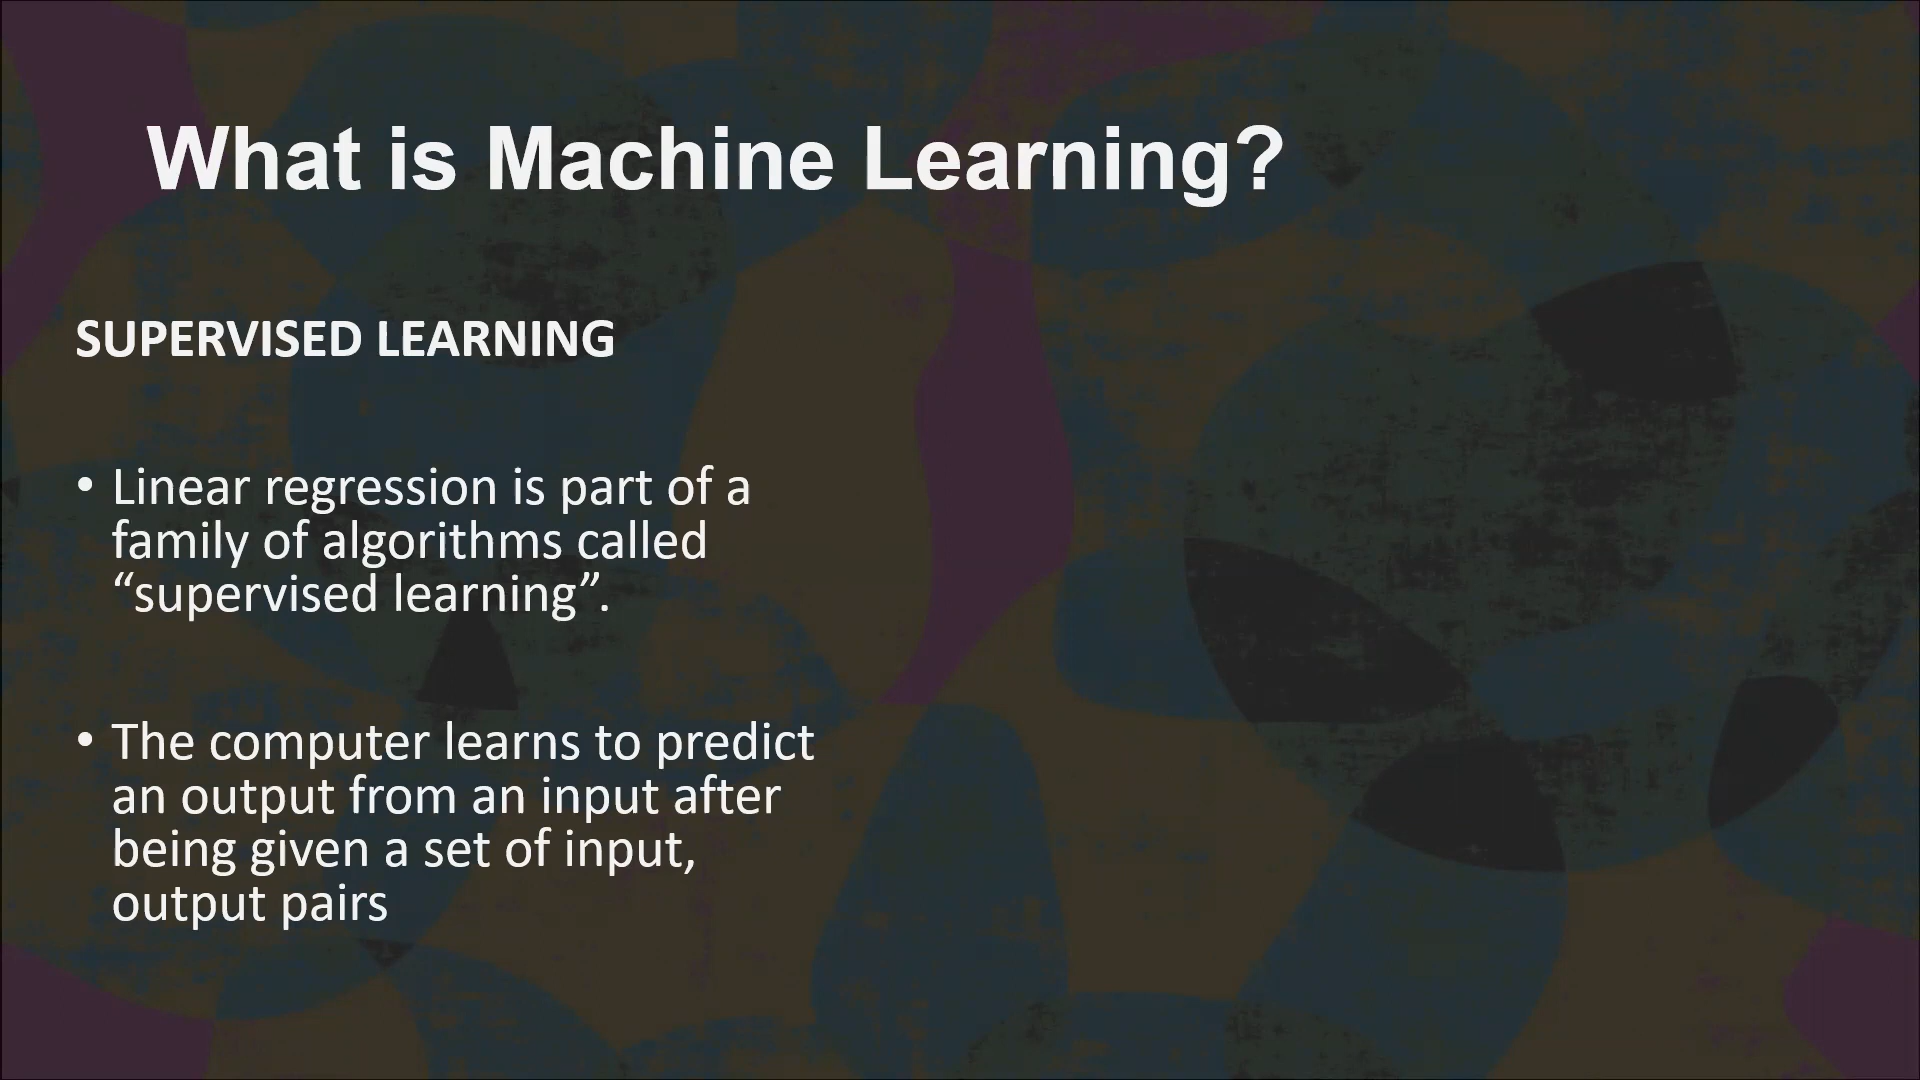 What is Machine Learning?
SUPERVISED LEARNING
• Linear regression is part of a
family of algorithms called
“supervised learning”.
• The computer learns to predict
an output from an input after
being given a set of input,
output pairs